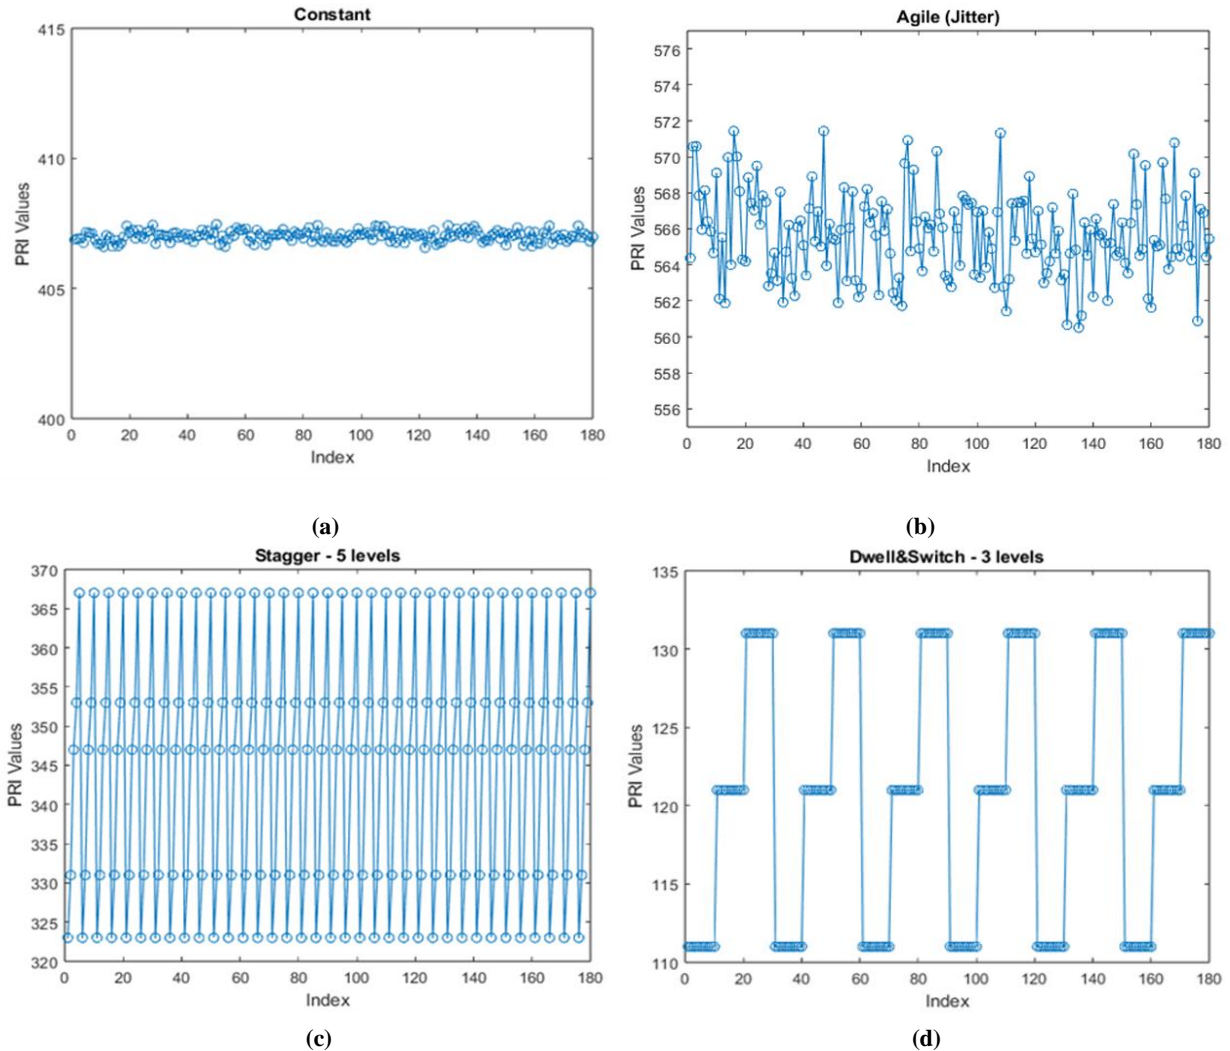 Constant
415
410
405
400
PRI Values
0 20 40 60 80 100 120 140 160 180
Index
(a)
Agile (Jitter)
576
574
572
570
568
566
564
562
560
558
556
PRI Values
0 20 40 60 80 100 120 140 160 180
Index
(b)
Stagger - 5 levels
370
365
360
355
350
345
340
335
330
325
320
PRI Values
0 20 40 60 80 100 120 140 160 180
Index
(c)
Dwell&Switch - 3 levels
135
130
125
120
115
110
PRI Values
0 20 40 60 80 100 120 140 160 180
Index
(d)